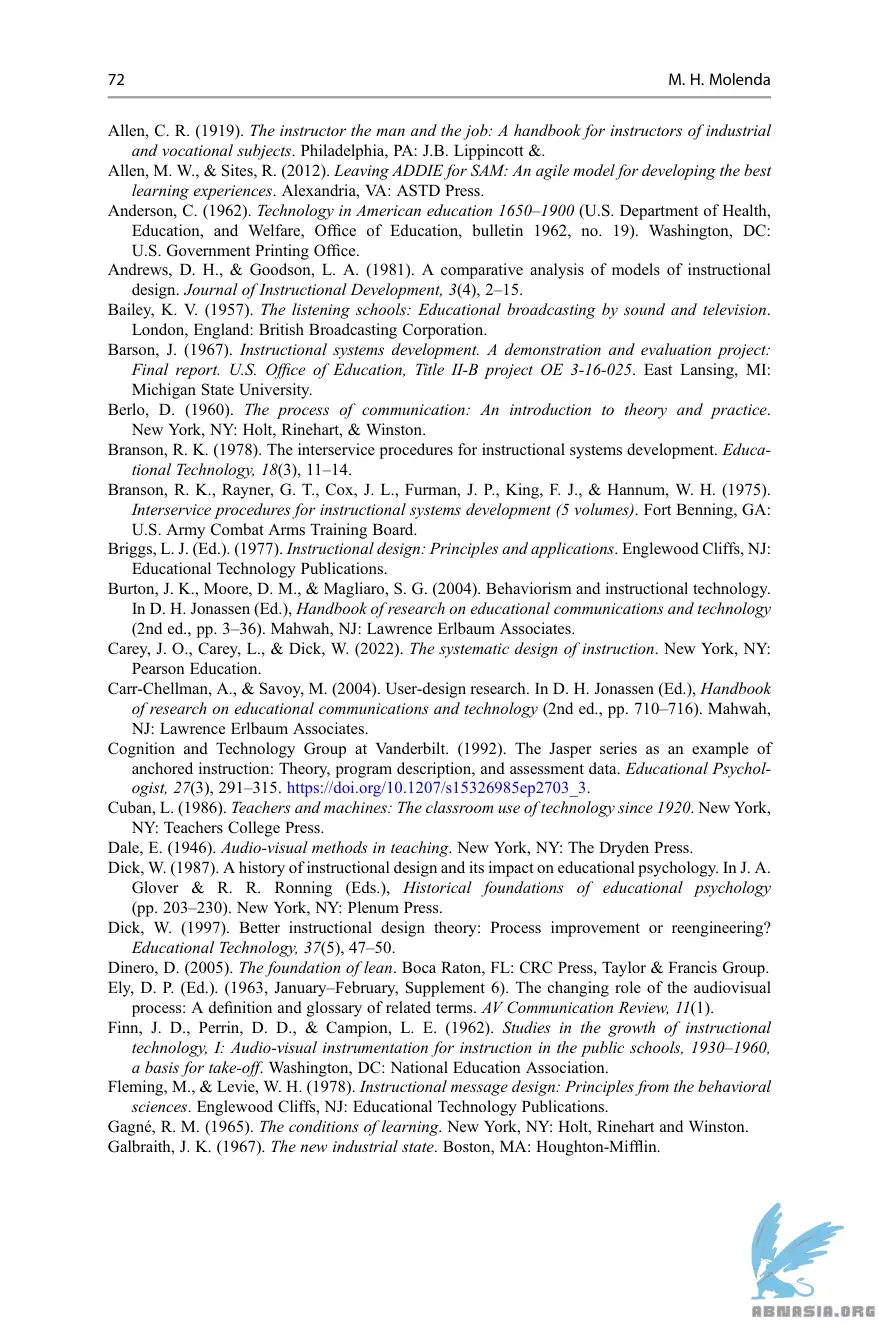 72
M. H. Molenda
Allen, C. R. (1919). The instructor the man and the job: A handbook for instructors of industrial
and vocational subjects. Philadelphia, PA: J.B. Lippincott &.
Allen, M. W., & Sites, R. (2012). Leaving ADDIE for SAM: An agile model for developing the best
learning experiences. Alexandria, VA: ASTD Press.
Anderson, C. (1962). Technology in American education 1650–1900 (U.S. Department of Health,
Education, and Welfare, Office of Education, bulletin 1962, no. 19). Washington, DC:
U.S. Government Printing Office.
Andrews, D. H., & Goodson, L. A. (1981). A comparative analysis of models of instructional
design. Journal of Instructional Development, 3(4), 2–15.
Bailey, K. V. (1957). The listening schools: Educational broadcasting by sound and television.
London, England: British Broadcasting Corporation.
Barson, J. (1967). Instructional systems development. A demonstration and evaluation project:
Final report. U.S. Office of Education, Title II-B project OE 3-16-025. East Lansing, MI:
Michigan State University.
Berlo, D. (1960). The process of communication: An introduction to theory and practice.
New York, NY: Holt, Rinehart, & Winston.
Branson, R. K. (1978). The interservice procedures for instructional systems development. Educa-
tional Technology, 18(3), 11–14.
Branson, R. K., Rayner, G. T., Cox, J. L., Furman, J. P., King, F. J., & Hannum, W. H. (1975).
Interservice procedures for instructional systems development (5 volumes). Fort Benning, GA:
U.S. Army Combat Arms Training Board.
Briggs, L. J. (Ed.). (1977). Instructional design: Principles and applications. Englewood Cliffs, NJ:
Educational Technology Publications.
Burton, J. K., Moore, D. M., & Magliaro, S. G. (2004). Behaviorism and instructional technology.
In D. H. Jonassen (Ed.), Handbook of research on educational communications and technology
(2nd ed., pp. 3–36). Mahwah, NJ: Lawrence Erlbaum Associates.
Carey, J. O., Carey, L., & Dick, W. (2022). The systematic design of instruction. New York, NY:
Pearson Education.
Carr-Chellman, A., & Savoy, M. (2004). User-design research. In D. H. Jonassen (Ed.), Handbook
of research on educational communications and technology (2nd ed., pp. 710–716). Mahwah,
NJ: Lawrence Erlbaum Associates.
Cognition and Technology Group at Vanderbilt. (1992). The Jasper series as an example of
anchored instruction: Theory, program description, and assessment data. Educational Psychol-
ogist, 27(3), 291–315. https://doi.org/10.1207/s15326985ep2703_3.
Cuban, L. (1986). Teachers and machines: The classroom use of technology since 1920. New York,
NY: Teachers College Press.
Dale, E. (1946). Audio-visual methods in teaching. New York, NY: The Dryden Press.
Dick, W. (1987). A history of instructional design and its impact on educational psychology. In J. A.
Glover & R. R. Ronning (Eds.), Historical foundations of educational psychology
(pp. 203–230). New York, NY: Plenum Press.
Dick, W. (1997). Better instructional design theory: Process improvement or reengineering?
Educational Technology, 37(5), 47–50.
Dinero, D. (2005). The foundation of lean. Boca Raton, FL: CRC Press, Taylor & Francis Group.
Ely, D. P. (Ed.). (1963, January–February, Supplement 6). The changing role of the audiovisual
process: A definition and glossary of related terms. AV Communication Review, 11(1).
Finn, J. D., Perrin, D. D., & Campion, L. E. (1962). Studies in the growth of instructional
technology, I: Audio-visual instrumentation for instruction in the public schools, 1930–1960,
a basis for take-off. Washington, DC: National Education Association.
Fleming, M., & Levie, W. H. (1978). Instructional message design: Principles from the behavioral
sciences. Englewood Cliffs, NJ: Educational Technology Publications.
Gagné, R. M. (1965). The conditions of learning. New York, NY: Holt, Rinehart and Winston.
Galbraith, J. K. (1967). The new industrial state. Boston, MA: Houghton-Mifflin.
ABNASIA.ORG